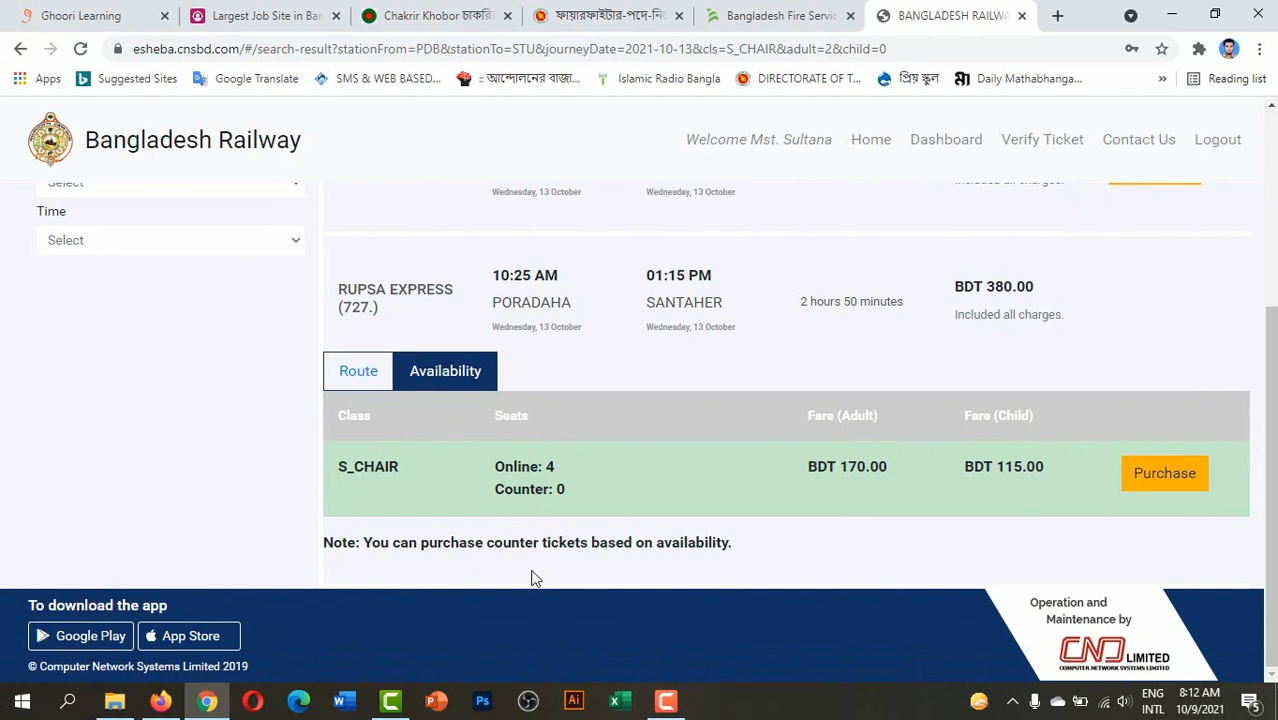 Ghoori Learning
Largest Job Site in Ban
Chakrir Khobor চাকরি
ফায়ারফাইটার-পদে-নি
Bangladesh Fire Servic
BANGLADESH RAILWA
esheba.cnsbd.com/#/search-result?stationFrom=PDB&stationTo=STU&journeyDate=2021-10-13&cls=S_CHAIR&adult=2&child=0
Apps
Suggested Sites
Google Translate
SMS & WEB BASED...
:: আন্দোলনের বাজা...
Islamic Radio Bangla
DIRECTORATE OF T...
প্রিয় স্কুল
Daily Mathabhanga...
»
Reading list
Bangladesh Railway
Welcome Mst. Sultana
Home
Dashboard
Verify Ticket
Contact Us
Logout
Select
Wednesday, 13 October
Wednesday, 13 October
Included all charges.
Time
Select
RUPSA EXPRESS
(727.)
10:25 AM
PORADAHA
Wednesday, 13 October
01:15 PM
SANTAHER
Wednesday, 13 October
2 hours 50 minutes
BDT 380.00
Included all charges.
Route
Availability
Class
Seats
Fare (Adult)
Fare (Child)
S_CHAIR
Online: 4
Counter: 0
BDT 170.00
BDT 115.00
Purchase
Note: You can purchase counter tickets based on availability.
To download the app
Google Play
App Store
© Computer Network Systems Limited 2019
Operation and
Maintenance by
LIMITED
COMPUTER NETWORK SYSTEMS LIMITED
ENG
INTL
8:12 AM
10/9/2021
5